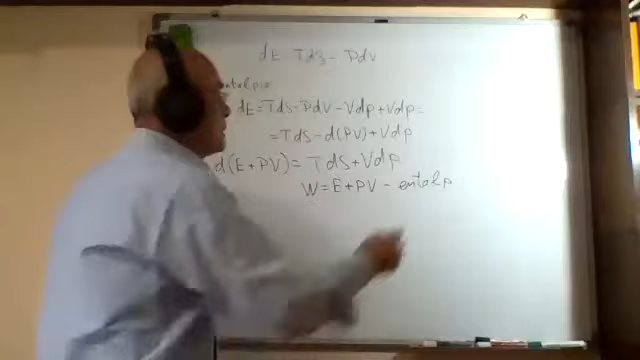 dE = TdS - PdV
entalpia
dE = TdS - PdV - Vdp + Vdp =
= TdS - d(PV) + Vdp
d(E + PV) = TdS + Vdp
W = E + PV - entalp